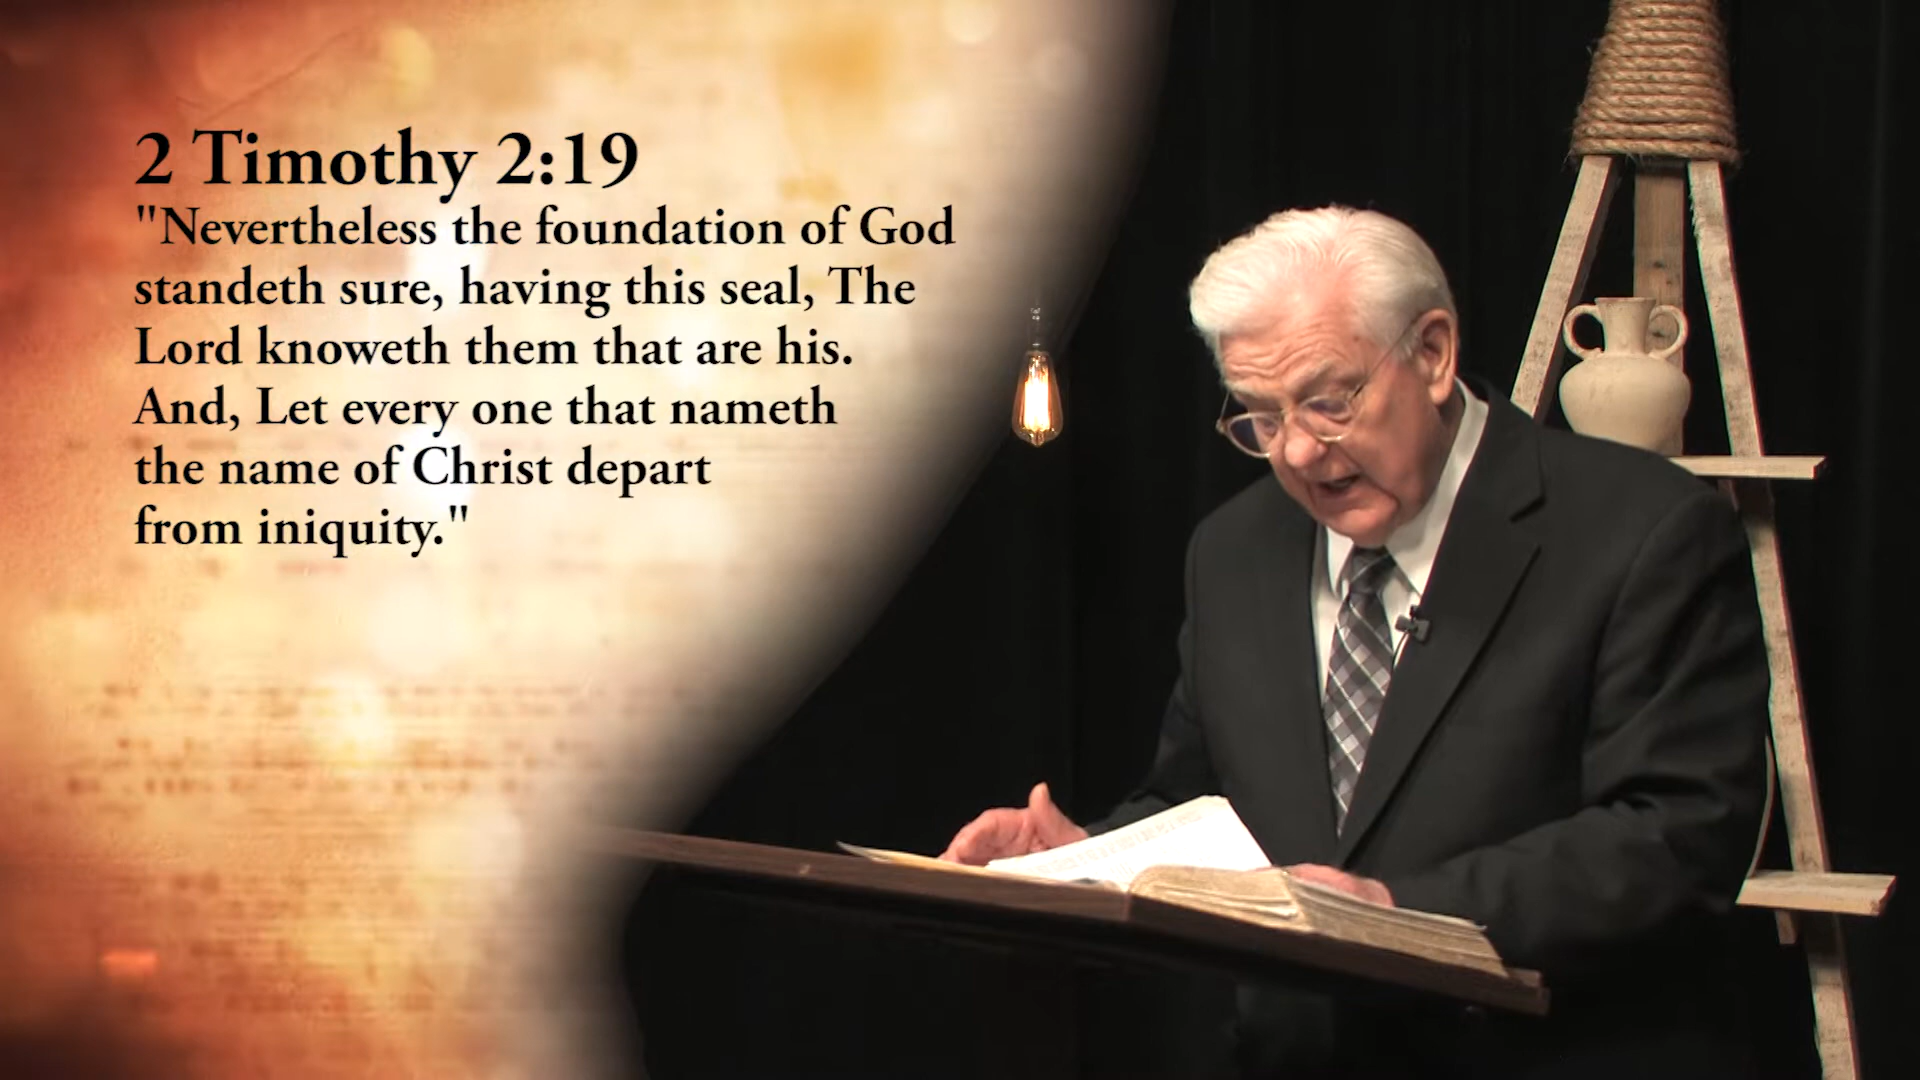 2 Timothy 2:19
"Nevertheless the foundation of God
standeth sure, having this seal, The
Lord knoweth them that are his.
And, Let every one that nameth
the name of Christ depart
from iniquity."